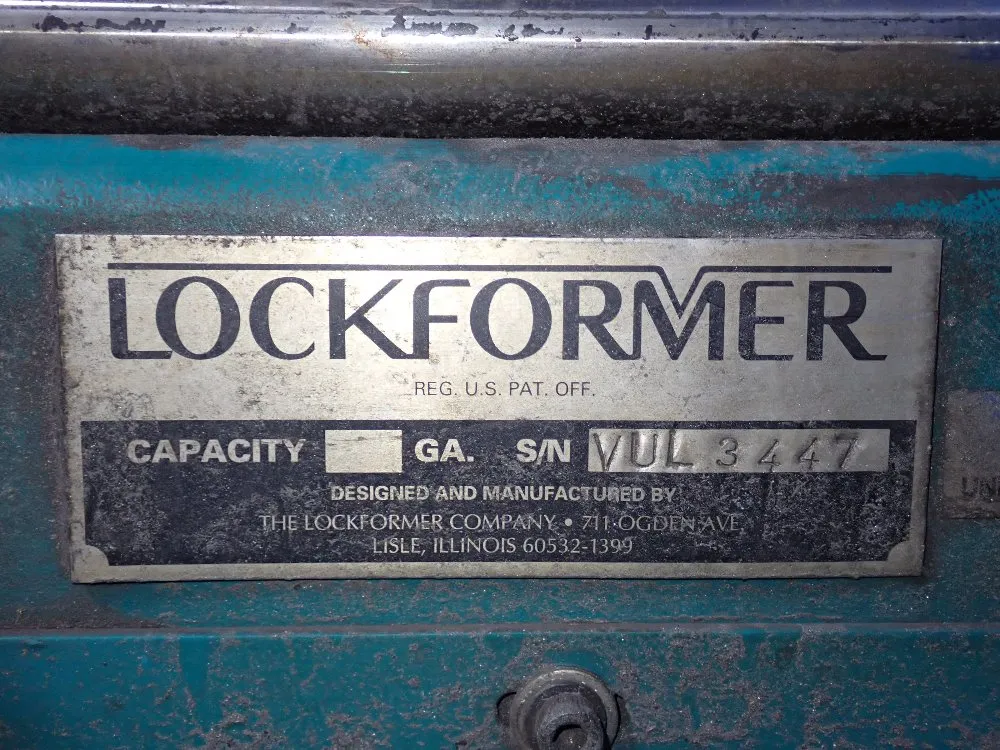 LOCKFORMER
REG. U.S. PAT. OFF.
CAPACITY GA. S/N VUL 3447
DESIGNED AND MANUFACTURED BY
THE LOCKFORMER COMPANY • 711 OGDEN AVE.
LISLE, ILLINOIS 60532-1399
UN